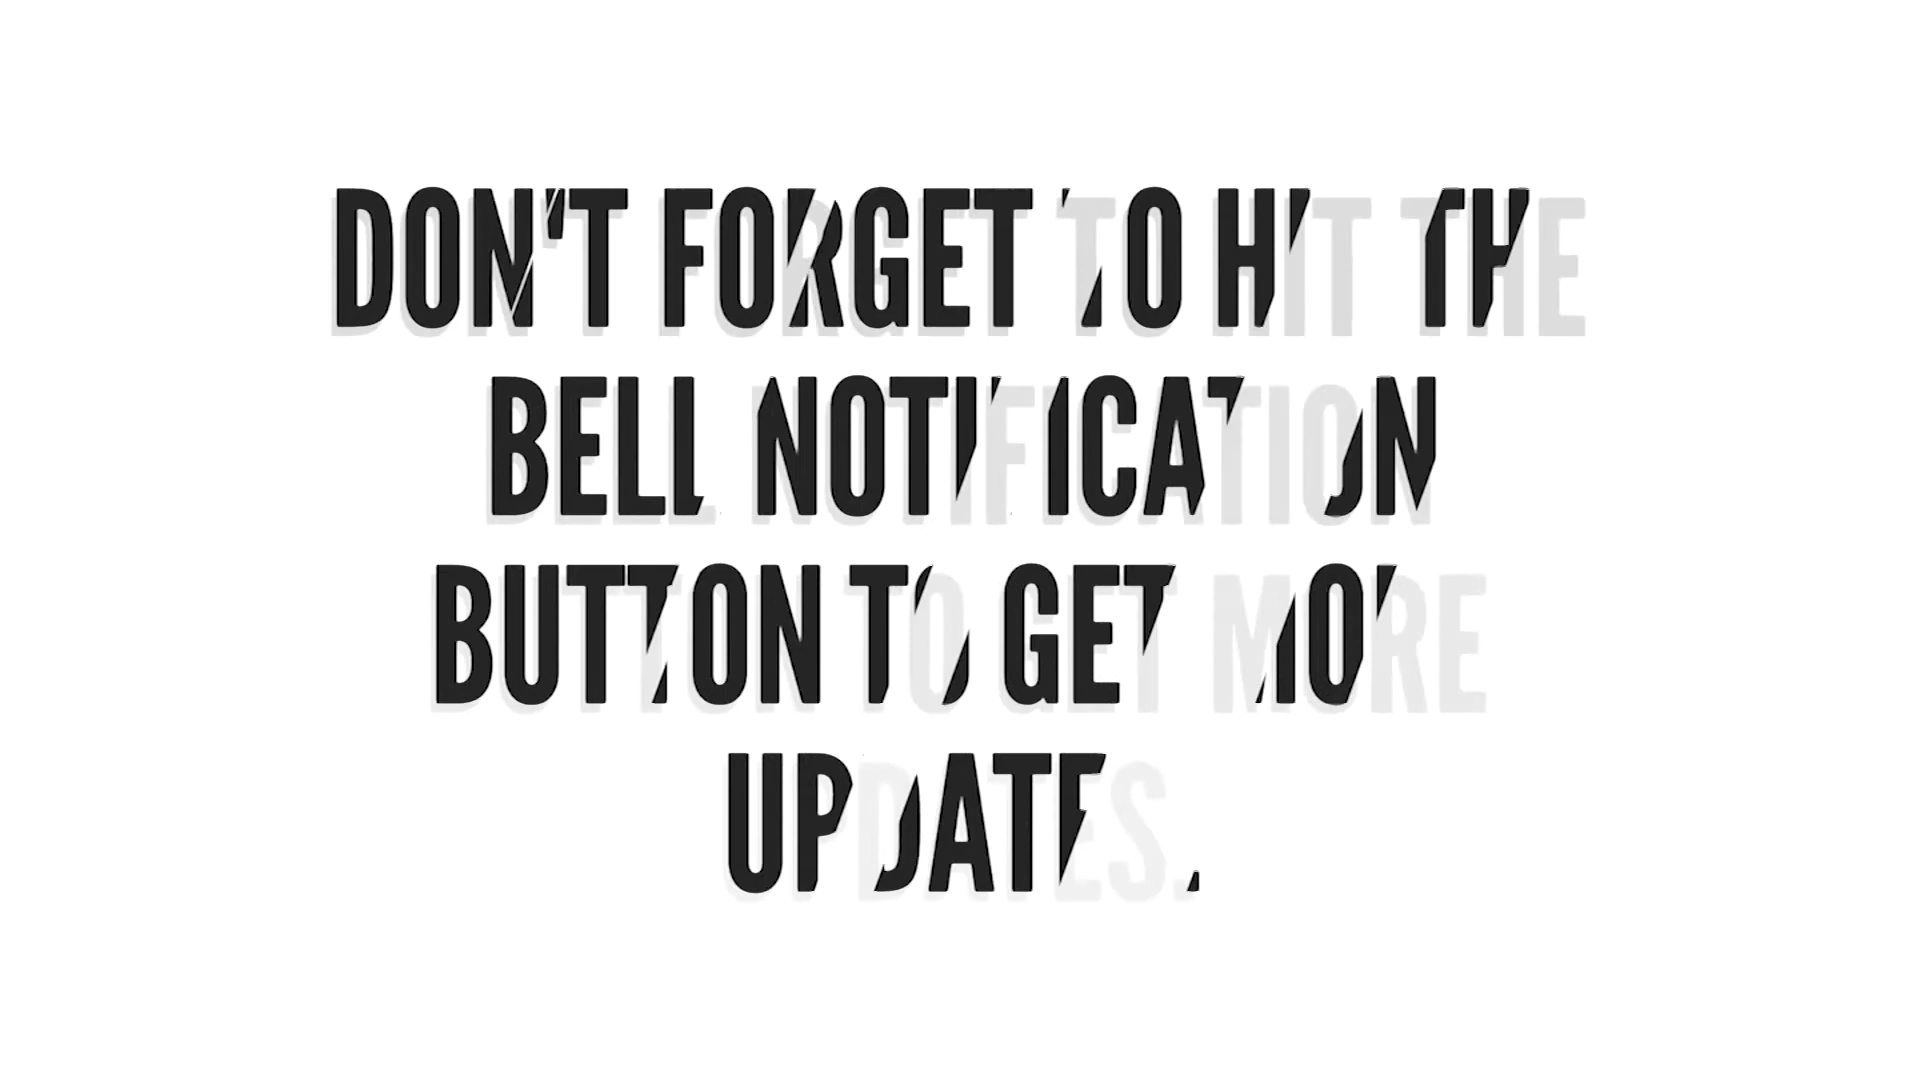 DON'T FORGET TO HIT THE
BELL NOTIFICATION
BUTTON TO GET MORE
UPDATES.